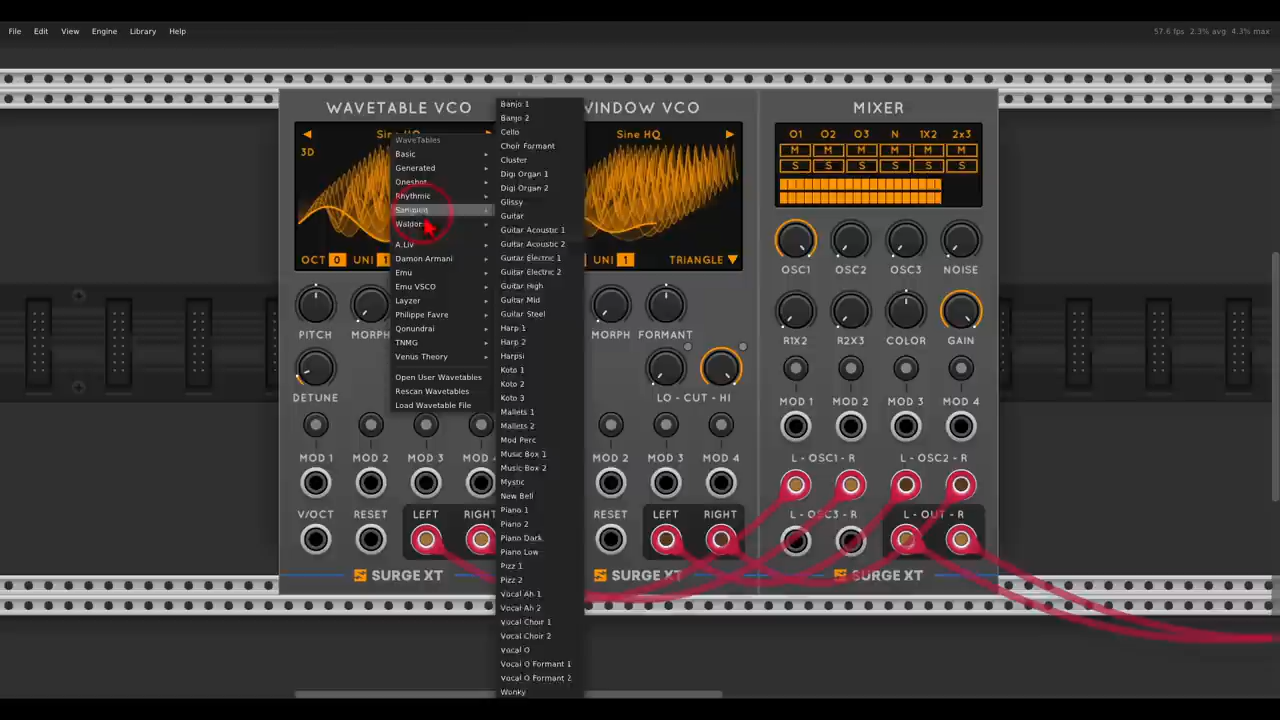 File Edit View Engine Library Help
57.6 fps 2.3% avg 4.3% max
WAVETABLE VCO
WINDOW VCO
MIXER
3D
OCT 0 UNI 1
PITCH MORPH
DETUNE
MOD 1 MOD 2 MOD 3 MOD 4
V/OCT RESET LEFT RIGHT
SURGE XT
WaveTables
Basic
Generated
Oneshot
Rhythmic
Sampled
Waldorf
A.Liv
Damon Armani
Emu
Emu VSCO
Layzer
Philippe Favre
Qonundrai
TNMG
Venus Theory
Open User Wavetables
Rescan Wavetables
Load Wavetable File
Banjo 1
Banjo 2
Cello
Choir Formant
Cluster
Digi Organ 1
Digi Organ 2
Glissy
Guitar
Guitar Acoustic 1
Guitar Acoustic 2
Guitar Electric 1
Guitar Electric 2
Guitar High
Guitar Mid
Guitar Steel
Harp 1
Harp 2
Harpsi
Koto 1
Koto 2
Koto 3
Mallets 1
Mallets 2
Mod Perc
Music Box 1
Music Box 2
Mystic
New Bell
Piano 1
Piano 2
Piano Dark
Piano Low
Pizz 1
Pizz 2
Vocal Ah 1
Vocal Ah 2
Vocal Choir 1
Vocal Choir 2
Vocal O
Vocal O Formant 1
Vocal O Formant 2
Wonky
Sine HQ
UNI 1 TRIANGLE
MORPH FORMANT
LO - CUT - HI
MOD 2 MOD 3 MOD 4
RESET LEFT RIGHT
SURGE XT
O1 O2 O3 N 1X2 2x3
M M M M M M
S S S S S S
OSC1 OSC2 OSC3 NOISE
R1X2 R2X3 COLOR GAIN
MOD 1 MOD 2 MOD 3 MOD 4
L - OSC1 - R L - OSC2 - R
L - OSC3 - R L - OUT - R
SURGE XT